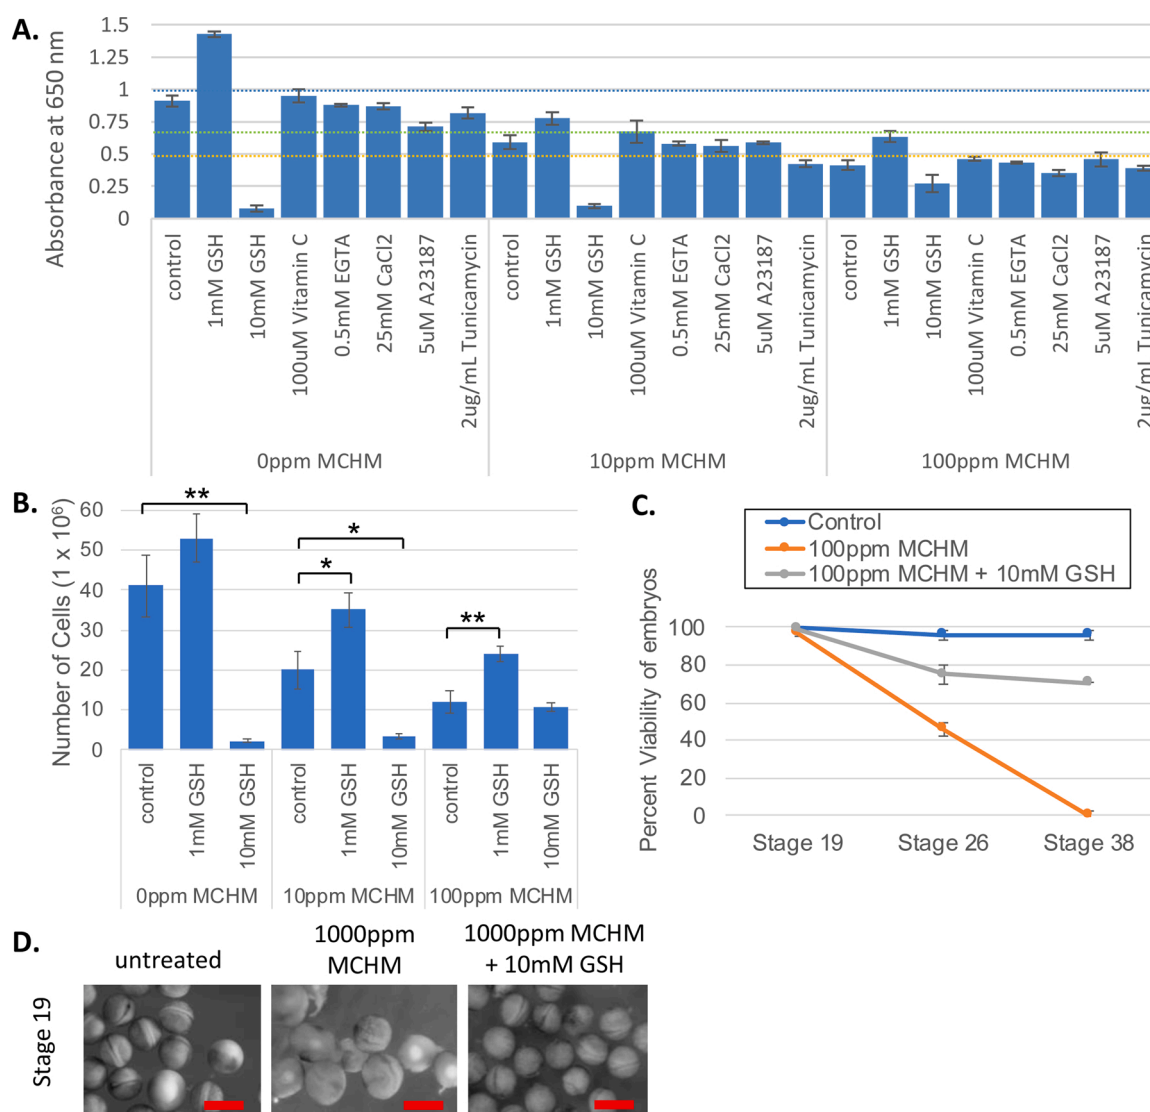 A.
Absorbance at 650 nm
1.5
1.25
1
0.75
0.5
0.25
0
control
1mM GSH
10mM GSH
100uM Vitamin C
0.5mM EGTA
25mM CaCl2
5uM A23187
2ug/mL Tunicamycin
control
1mM GSH
10mM GSH
100uM Vitamin C
0.5mM EGTA
25mM CaCl2
5uM A23187
2ug/mL Tunicamycin
control
1mM GSH
10mM GSH
100uM Vitamin C
0.5mM EGTA
25mM CaCl2
5uM A23187
2ug/mL Tunicamycin
0ppm MCHM
10ppm MCHM
100ppm MCHM
B.
Number of Cells (1 x 10⁶)
60
50
40
30
20
10
0
**
*
*
**
control
1mM GSH
10mM GSH
control
1mM GSH
10mM GSH
control
1mM GSH
10mM GSH
0ppm MCHM
10ppm MCHM
100ppm MCHM
C.
Control
100ppm MCHM
100ppm MCHM + 10mM GSH
Percent Viability of embryos
100
80
60
40
20
0
Stage 19
Stage 26
Stage 38
D.
untreated
1000ppm
MCHM
1000ppm MCHM
+ 10mM GSH
Stage 19